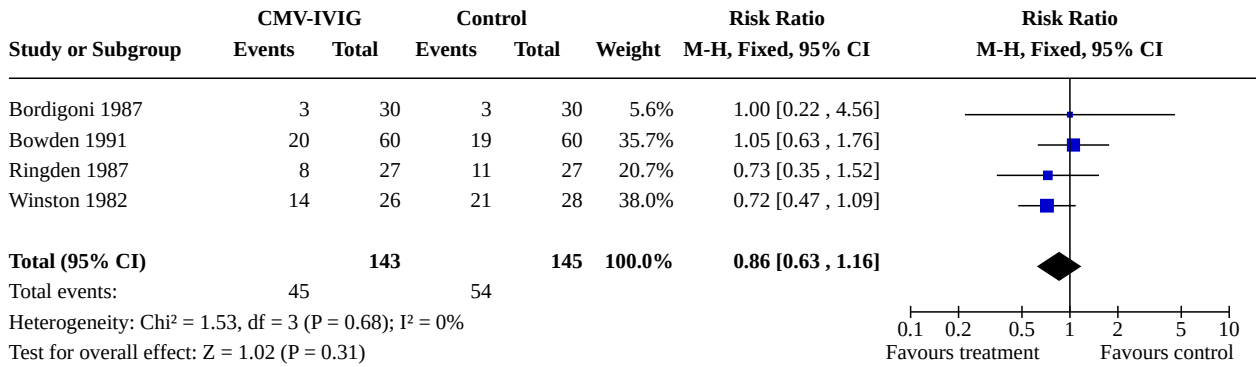 CMV-IVIG Control Risk Ratio Risk Ratio
Study or Subgroup Events Total Events Total Weight M-H, Fixed, 95% CI M-H, Fixed, 95% CI
Bordigoni 1987 3 30 3 30 5.6% 1.00 [0.22 , 4.56]
Bowden 1991 20 60 19 60 35.7% 1.05 [0.63 , 1.76]
Ringden 1987 8 27 11 27 20.7% 0.73 [0.35 , 1.52]
Winston 1982 14 26 21 28 38.0% 0.72 [0.47 , 1.09]
Total (95% CI) 143 145 100.0% 0.86 [0.63 , 1.16]
Total events: 45 54
Heterogeneity: Chi² = 1.53, df = 3 (P = 0.68); I² = 0%
0.1 0.2 0.5 1 2 5 10
Test for overall effect: Z = 1.02 (P = 0.31) Favours treatment Favours control